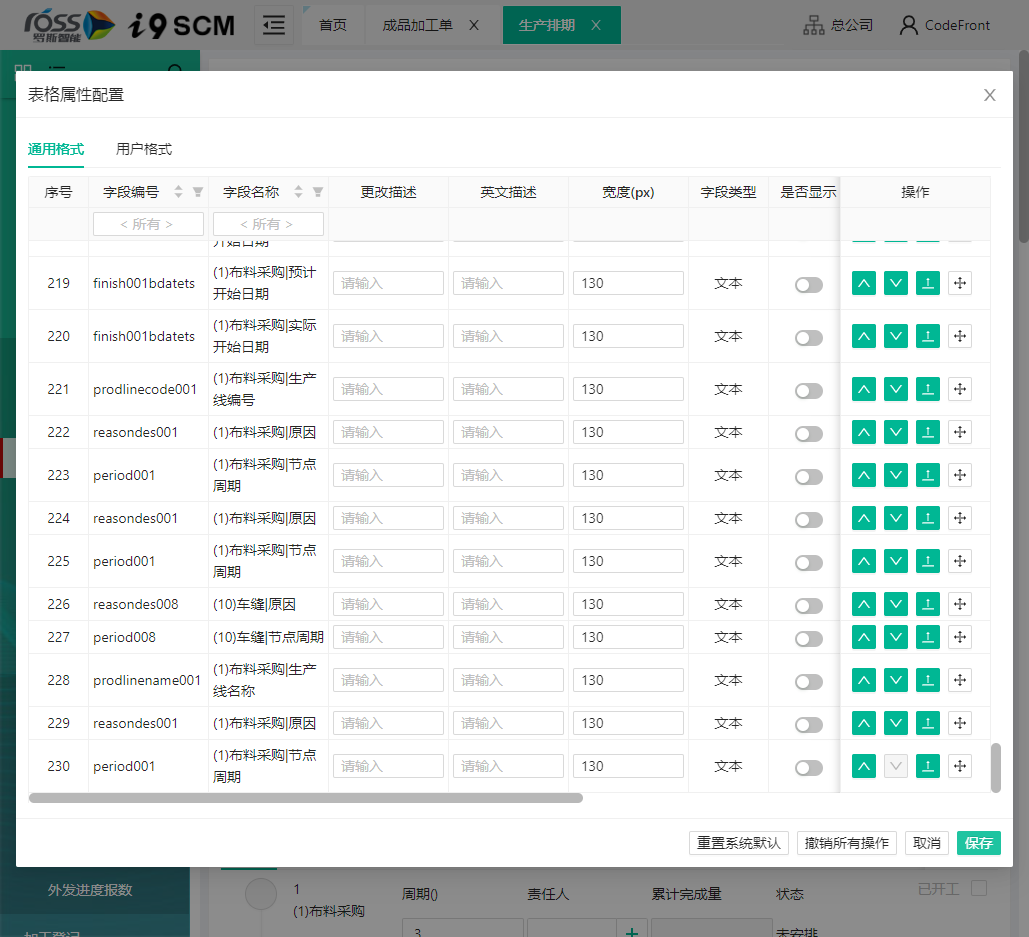 rōss
罗斯智能
i9 SCM
首页
成品加工单 X
生产排期 X
总公司
CodeFront
表格属性配置
通用格式 用户格式
序号 字段编号 字段名称 更改描述 英文描述 宽度(px) 字段类型 是否显示 操作
< 所有 > < 所有 >
开始日期
219 finish001bdatets (1)布料采购|预计开始日期 请输入 请输入 130 文本
220 finish001bdatets (1)布料采购|实际开始日期 请输入 请输入 130 文本
221 prodlinecode001 (1)布料采购|生产线编号 请输入 请输入 130 文本
222 reasondes001 (1)布料采购|原因 请输入 请输入 130 文本
223 period001 (1)布料采购|节点周期 请输入 请输入 130 文本
224 reasondes001 (1)布料采购|原因 请输入 请输入 130 文本
225 period001 (1)布料采购|节点周期 请输入 请输入 130 文本
226 reasondes008 (10)车缝|原因 请输入 请输入 130 文本
227 period008 (10)车缝|节点周期 请输入 请输入 130 文本
228 prodlinename001 (1)布料采购|生产线名称 请输入 请输入 130 文本
229 reasondes001 (1)布料采购|原因 请输入 请输入 130 文本
230 period001 (1)布料采购|节点周期 请输入 请输入 130 文本
重置系统默认 撤销所有操作 取消 保存
外发进度报数
加工登记
1
(1)布料采购
周期() 责任人 累计完成量 状态 已开工
3 未安排